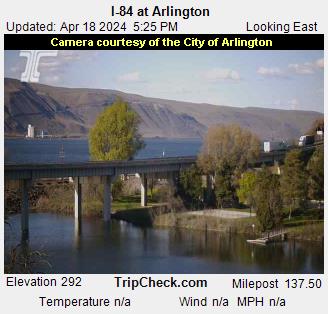 I-84 at Arlington
Updated: Apr 18 2024 5:25 PM Looking East
Camera courtesy of the City of Arlington
Elevation 292 TripCheck.com Milepost 137.50
Temperature n/a Wind n/a MPH n/a